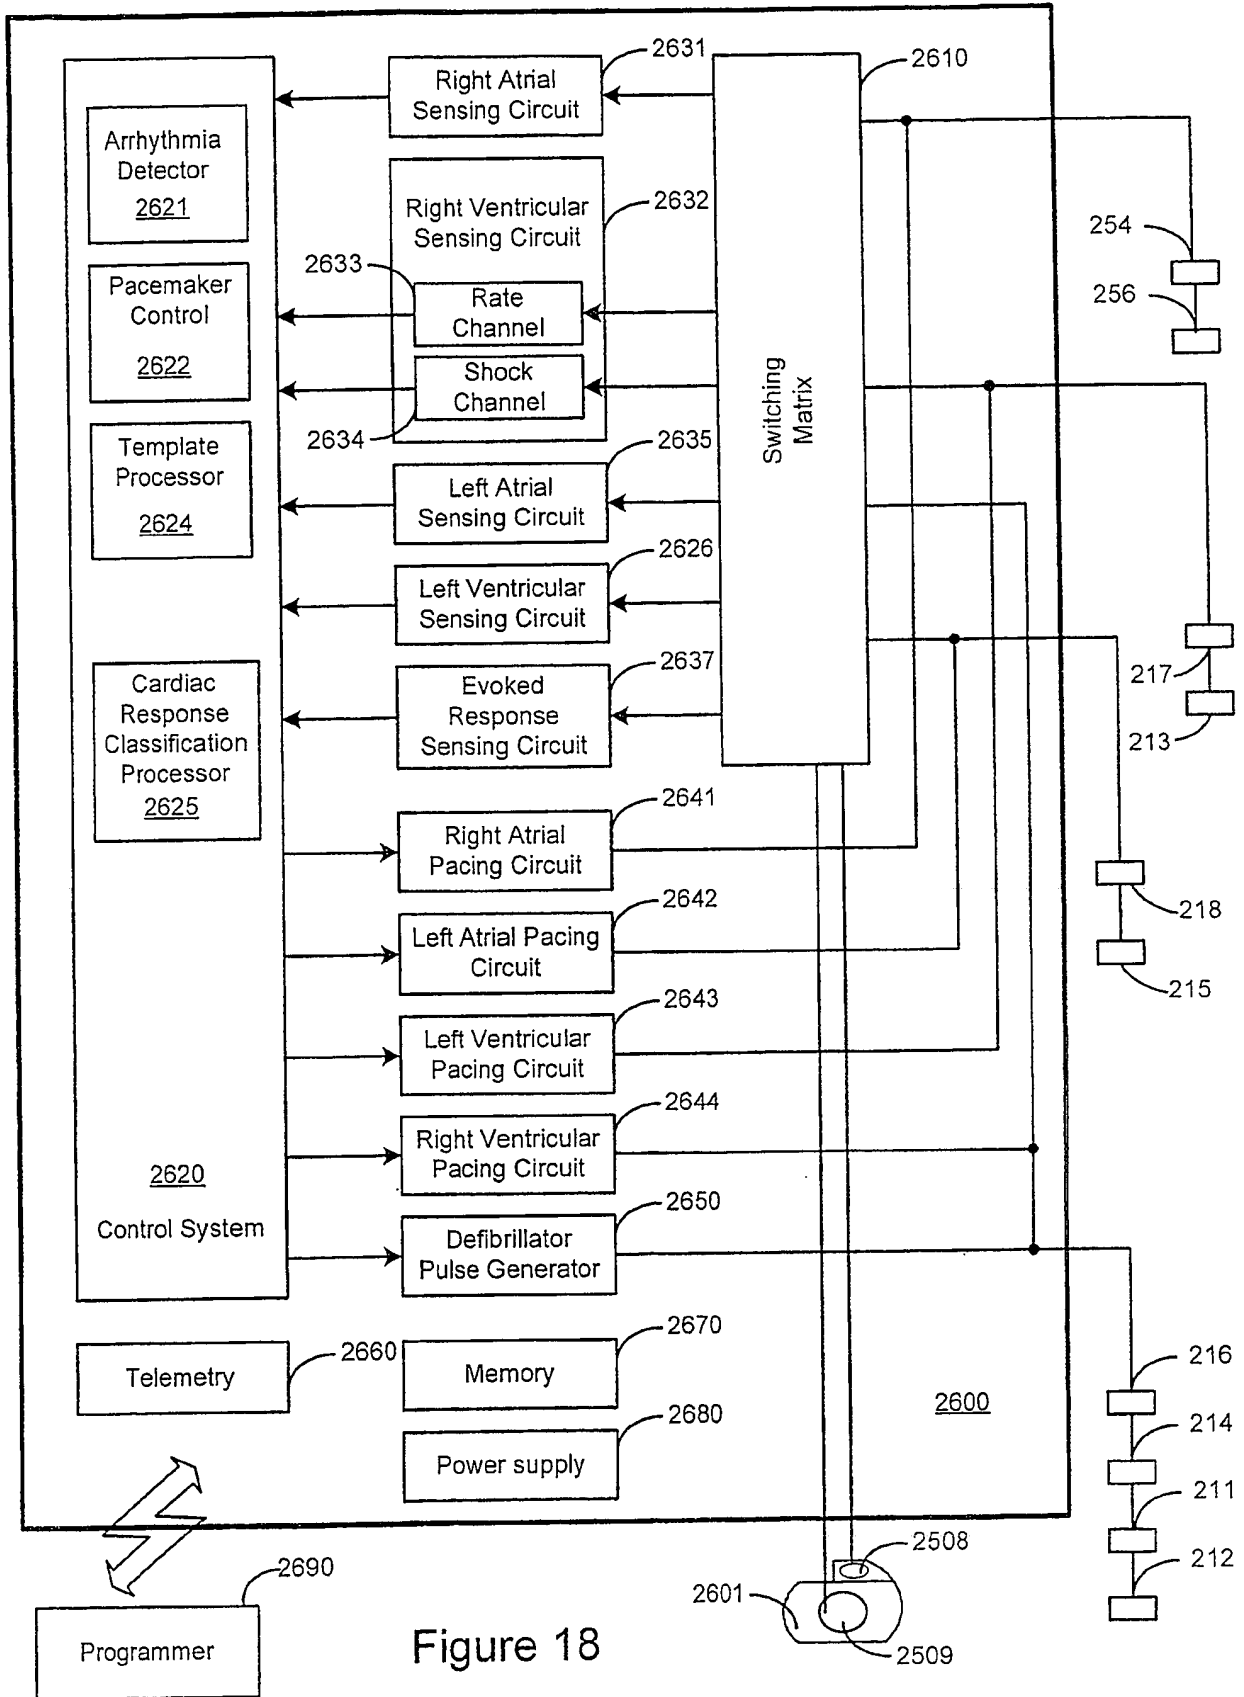 2631
2610
Right Atrial
Sensing Circuit
Arrhythmia
Detector
2621
Right Ventricular
Sensing Circuit
2632
254
2633
Pacemaker
Control
2622
Rate
Channel
256
Shock
Channel
2634
Switching
Matrix
Template
Processor
2624
2635
Left Atrial
Sensing Circuit
2626
Left Ventricular
Sensing Circuit
2637
217
213
Cardiac
Response
Classification
Processor
2625
Evoked
Response
Sensing Circuit
2641
Right Atrial
Pacing Circuit
218
2642
Left Atrial Pacing
Circuit
215
2643
Left Ventricular
Pacing Circuit
2644
Right Ventricular
Pacing Circuit
2620
Control System
2650
Defibrillator
Pulse Generator
2660
Telemetry
2670
Memory
2600
216
2680
Power supply
214
211
2508
212
2690
2601
Programmer
2509
Figure 18